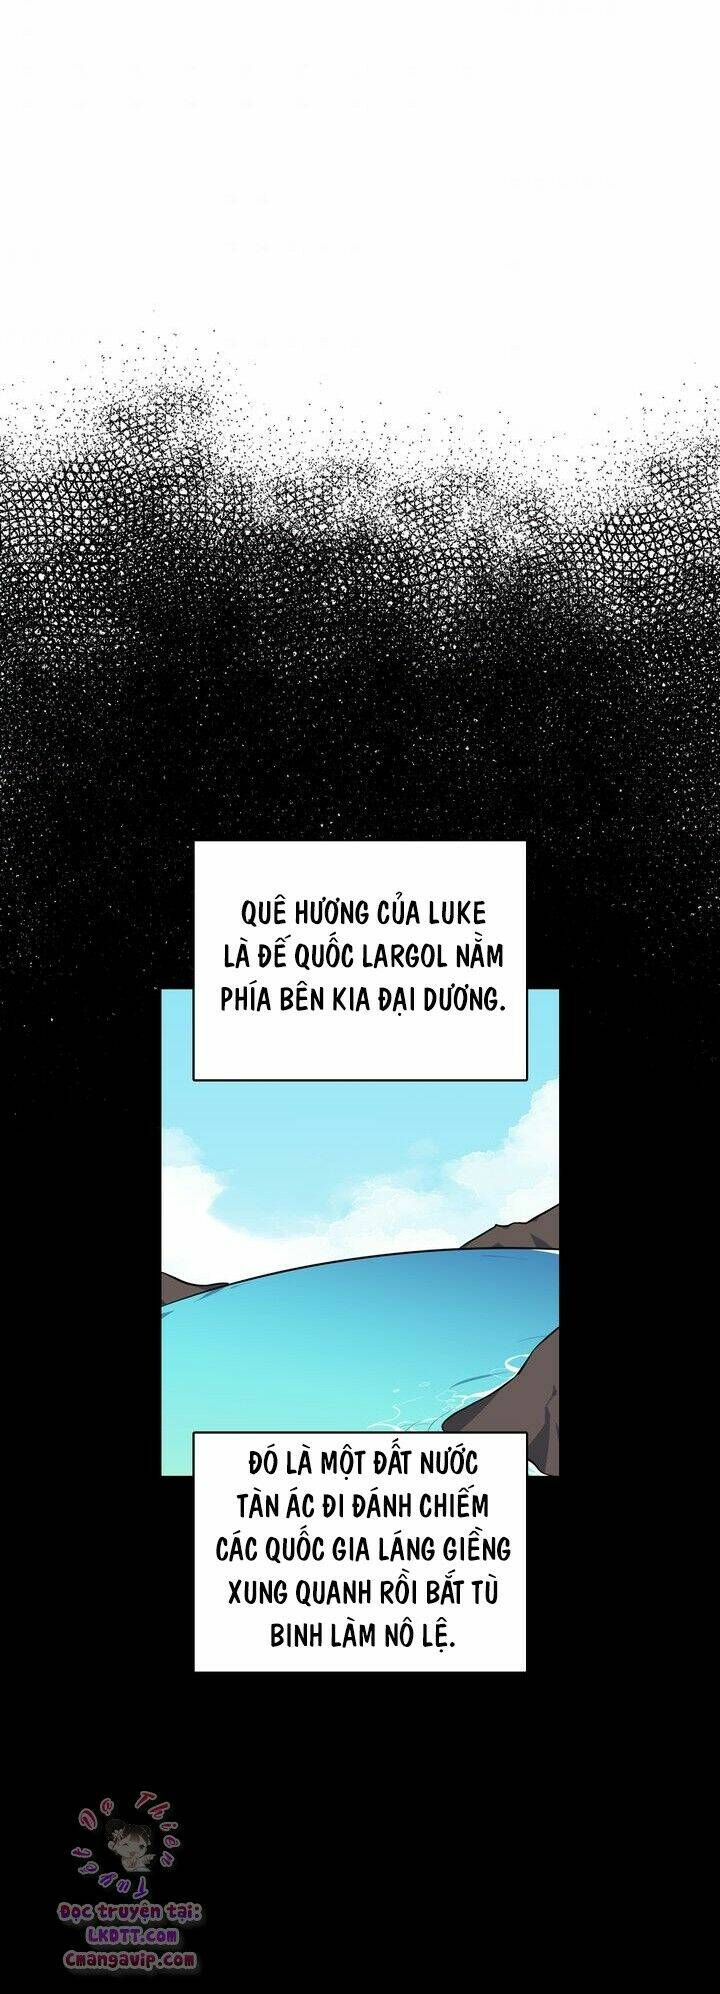 QUÊ HƯƠNG CỦA LUKE
LÀ ĐẾ QUỐC LARGOL NẰM
PHÍA BÊN KIA ĐẠI DƯƠNG.
ĐÓ LÀ MỘT ĐẤT NƯỚC
TÀN ÁC ĐI ĐÁNH CHIẾM
CÁC QUỐC GIA LÁNG GIỀNG
XUNG QUANH RỒI BẮT TÙ
BINH LÀM NÔ LỆ.
Dạ Thiên
Đọc truyện tại:
LKDTT.com
Cmangavip.com